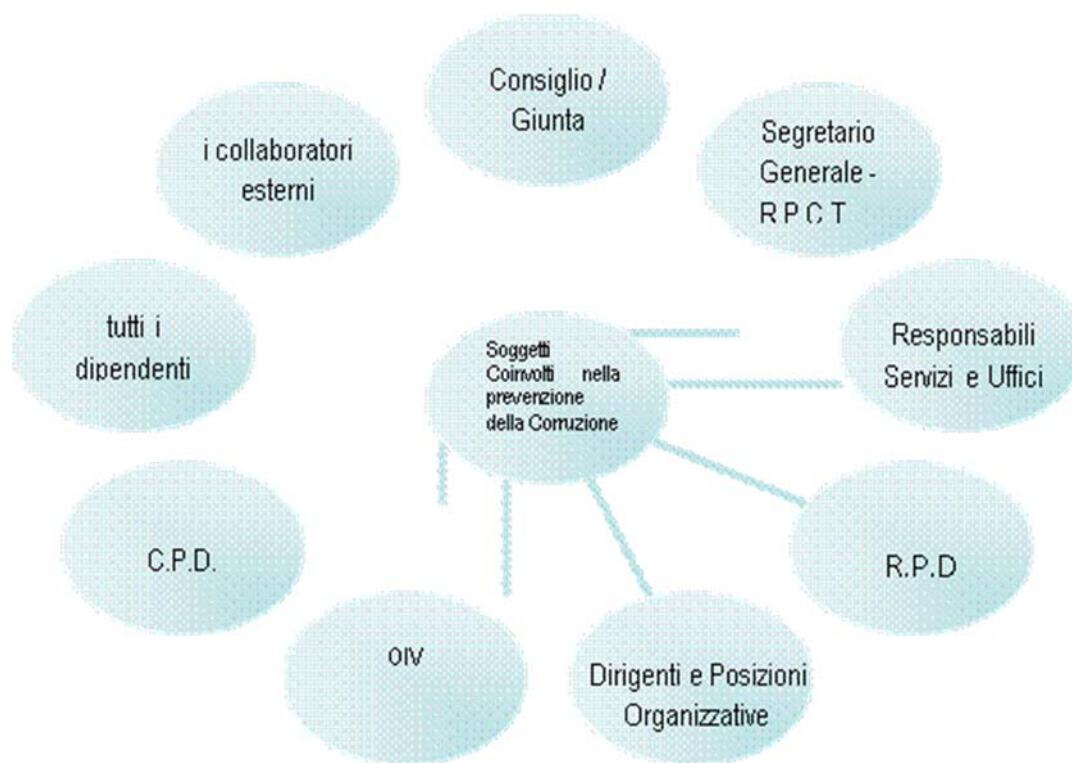 Consiglio /
Giunta
i collaboratori
esterni
Segretario
Generale -
R P C T
tutti i
dipendenti
Soggetti
Coinvolti nella
prevenzione
della Corruzione
Responsabili
Servizi e Uffici
C.P.D.
R.P.D
OIV
Dirigenti e Posizioni
Organizzative